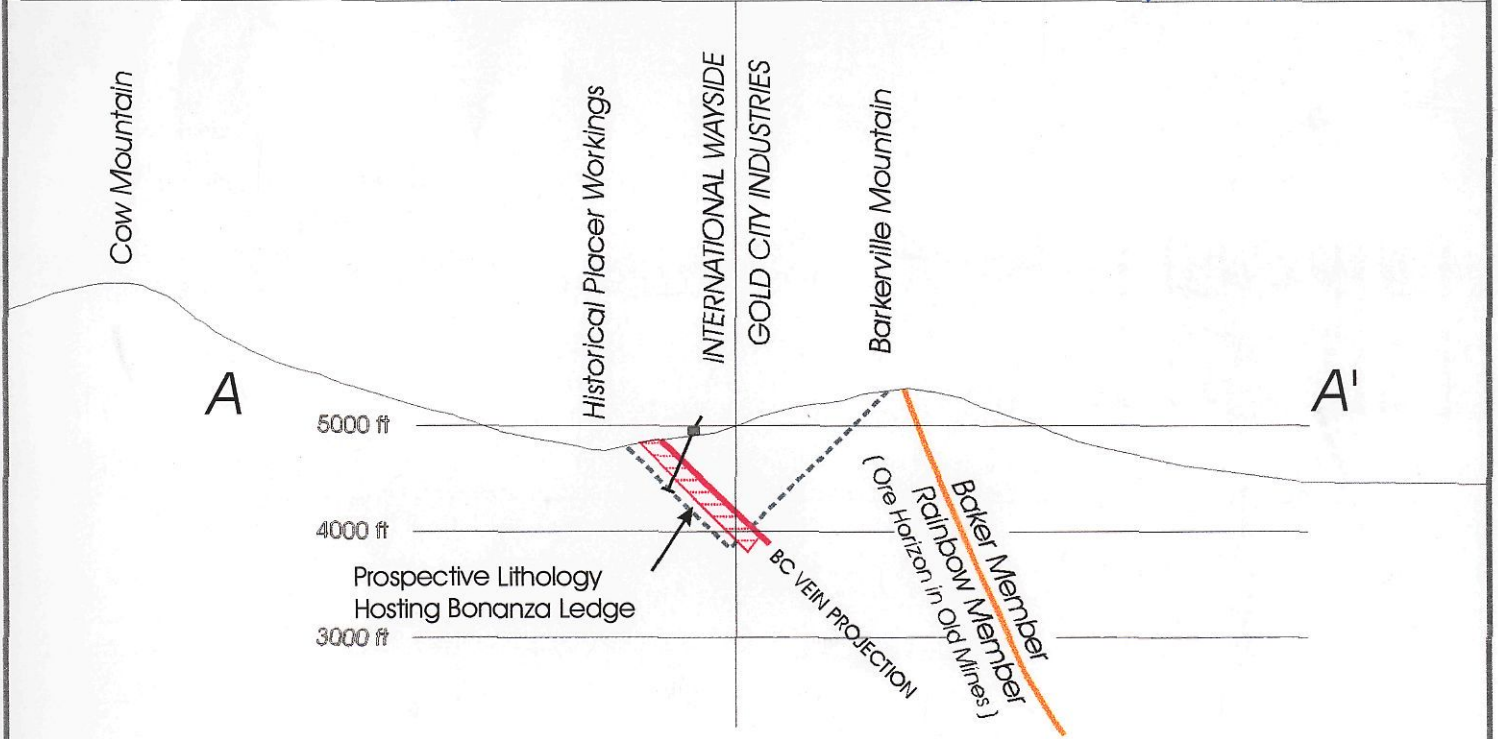 Cow Mountain
Historical Placer Workings
INTERNATIONAL WAYSIDE
GOLD CITY INDUSTRIES
Barkerville Mountain
A
A'
5000 ft
4000 ft
Prospective Lithology
Hosting Bonanza Ledge
3000 ft
BC VEIN PROJECTION
Baker Member
Rainbow Member
( Ore Horizon in Old Mines )